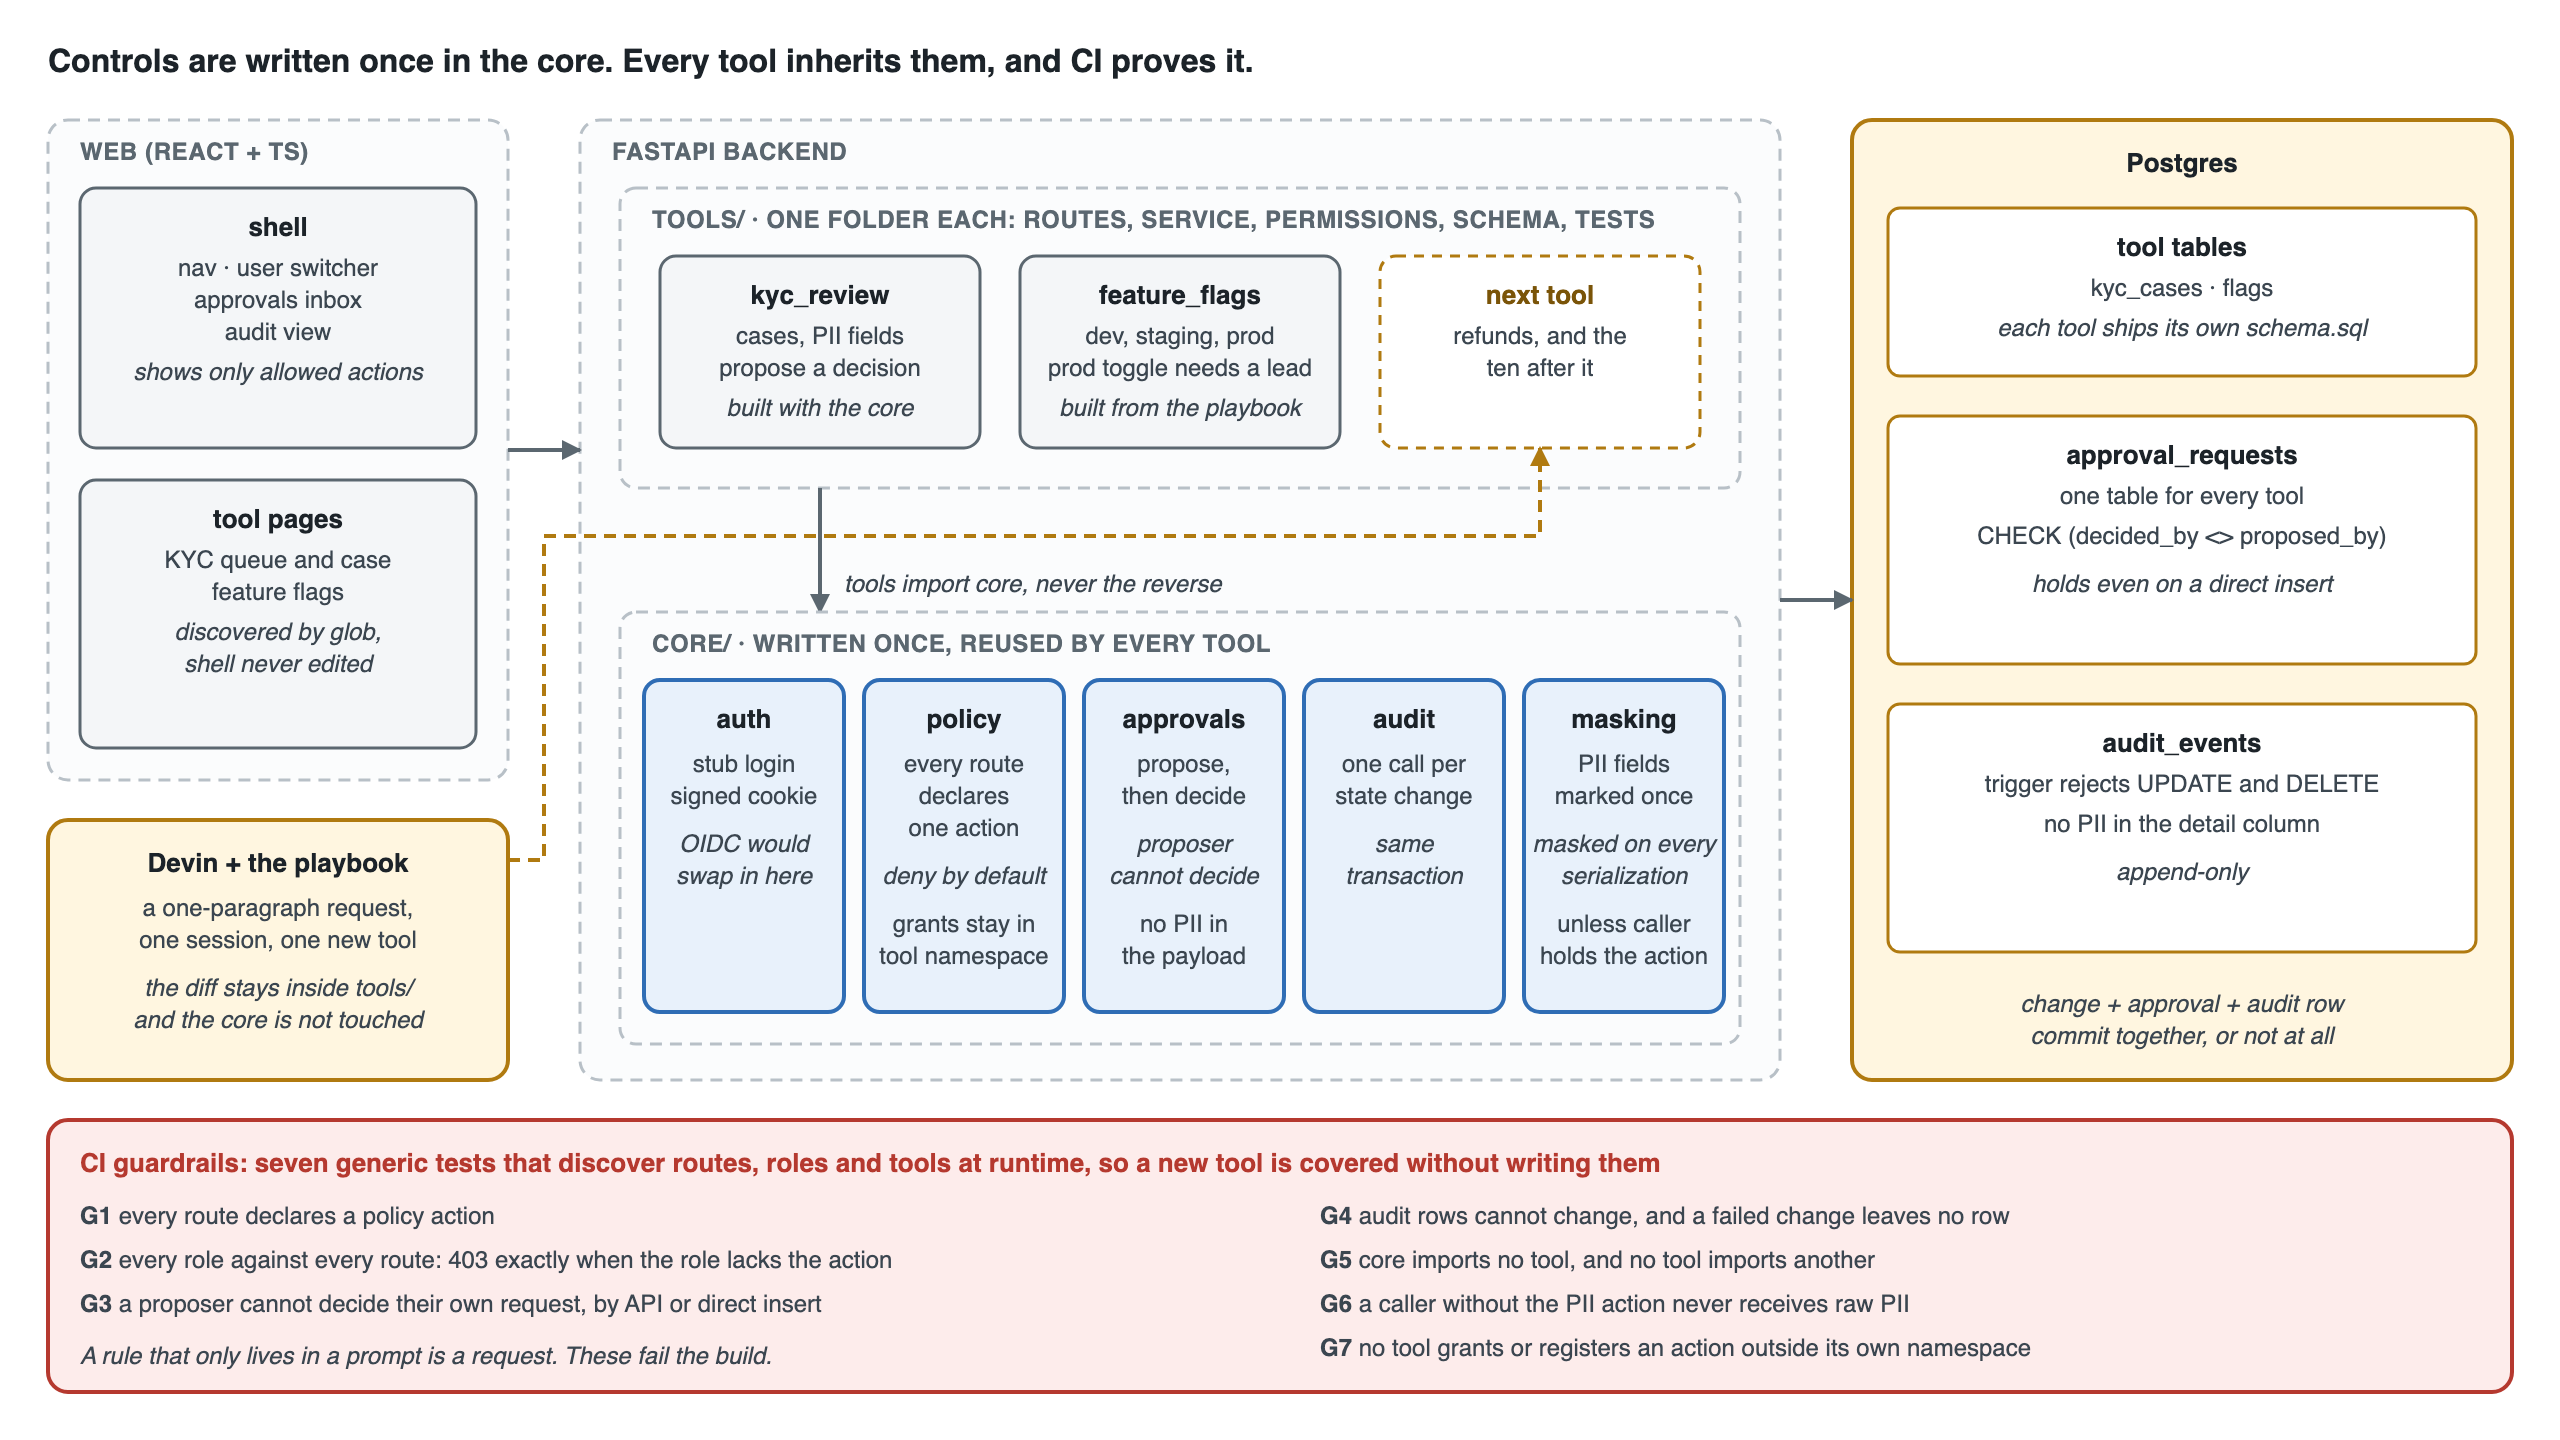 Controls are written once in the core. Every tool inherits them, and CI proves it.
WEB (REACT + TS)
shell
nav · user switcher
approvals inbox
audit view
shows only allowed actions
tool pages
KYC queue and case
feature flags
discovered by glob,
shell never edited
Devin + the playbook
a one-paragraph request,
one session, one new tool
the diff stays inside tools/
and the core is not touched
FASTAPI BACKEND
TOOLS/ · ONE FOLDER EACH: ROUTES, SERVICE, PERMISSIONS, SCHEMA, TESTS
kyc_review
cases, PII fields
propose a decision
built with the core
feature_flags
dev, staging, prod
prod toggle needs a lead
built from the playbook
next tool
refunds, and the
ten after it
tools import core, never the reverse
CORE/ · WRITTEN ONCE, REUSED BY EVERY TOOL
auth
stub login
signed cookie
OIDC would
swap in here
policy
every route
declares
one action
deny by default
grants stay in
tool namespace
approvals
propose,
then decide
proposer
cannot decide
no PII in
the payload
audit
one call per
state change
same
transaction
masking
PII fields
marked once
masked on every
serialization
unless caller
holds the action
Postgres
tool tables
kyc_cases · flags
each tool ships its own schema.sql
approval_requests
one table for every tool
CHECK (decided_by <> proposed_by)
holds even on a direct insert
audit_events
trigger rejects UPDATE and DELETE
no PII in the detail column
append-only
change + approval + audit row
commit together, or not at all
CI guardrails: seven generic tests that discover routes, roles and tools at runtime, so a new tool is covered without writing them
G1 every route declares a policy action
G2 every role against every route: 403 exactly when the role lacks the action
G3 a proposer cannot decide their own request, by API or direct insert
A rule that only lives in a prompt is a request. These fail the build.
G4 audit rows cannot change, and a failed change leaves no row
G5 core imports no tool, and no tool imports another
G6 a caller without the PII action never receives raw PII
G7 no tool grants or registers an action outside its own namespace